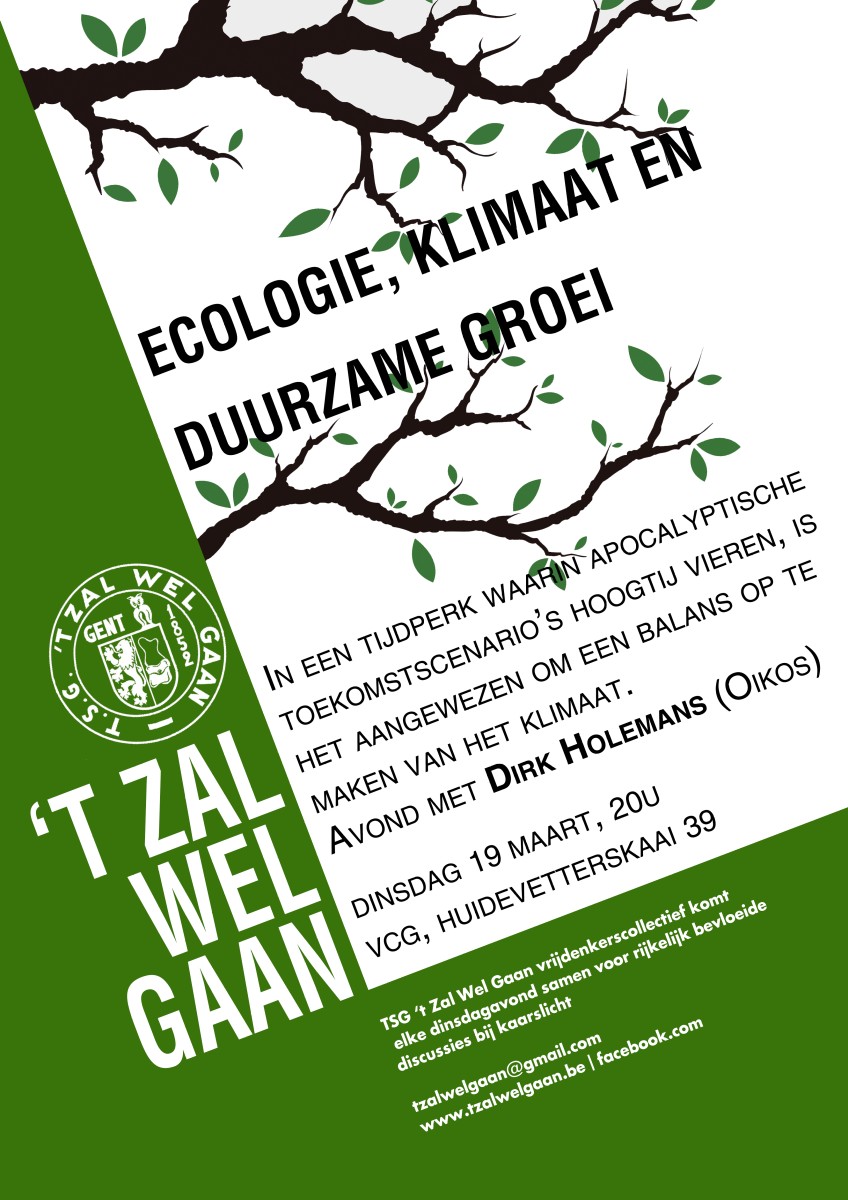 ECOLOGIE, KLIMAAT EN
DUURZAME GROEI
IN EEN TIJDPERK WAARIN APOCALYPTISCHE
TOEKOMSTSCENARIO'S HOOGTIJ VIEREN, IS
HET AANGEWEZEN OM EEN BALANS OP TE
MAKEN VAN HET KLIMAAT.
AVOND MET DIRK HOLEMANS (OIKOS)
DINSDAG 19 MAART, 20U
VCG, HUIDEVETTERSKAAI 39
T.S.G. 'T ZAL WEL GAAN —
GENT 1852
‘T ZAL
WEL
GAAN
TSG ‘t Zal Wel Gaan vrijdenkerscollectief komt
elke dinsdagavond samen voor rijkelijk bevloeide
discussies bij kaarslicht
tzalwelgaan@gmail.com
www.tzalwelgaan.be | facebook.com